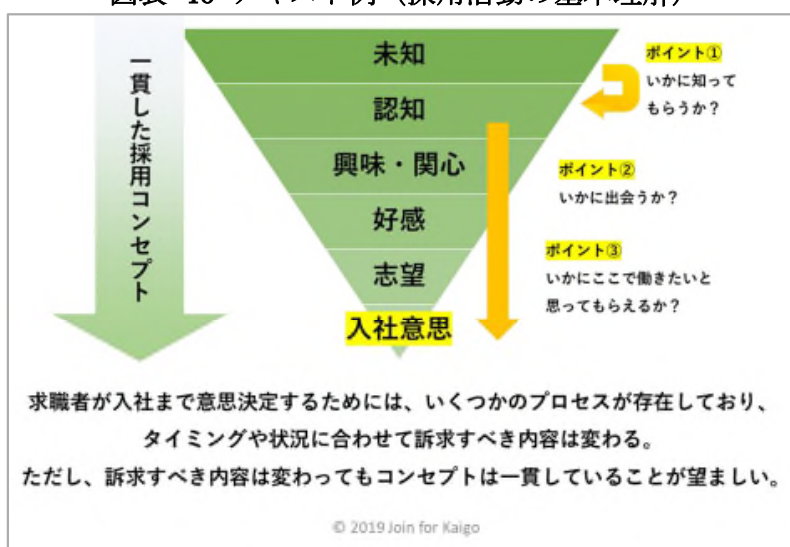 一貫した採用コンセプト
未知
認知
興味・関心
好感
志望
入社意思
ポイント①
いかに知って
もらうか？
ポイント②
いかに出会うか？
ポイント③
いかにここで働きたいと
思ってもらえるか？
求職者が入社まで意思決定するためには、いくつかのプロセスが存在しており、
タイミングや状況に合わせて訴求すべき内容は変わる。
ただし、訴求すべき内容は変わってもコンセプトは一貫していることが望ましい。
© 2019 Join for Kaigo